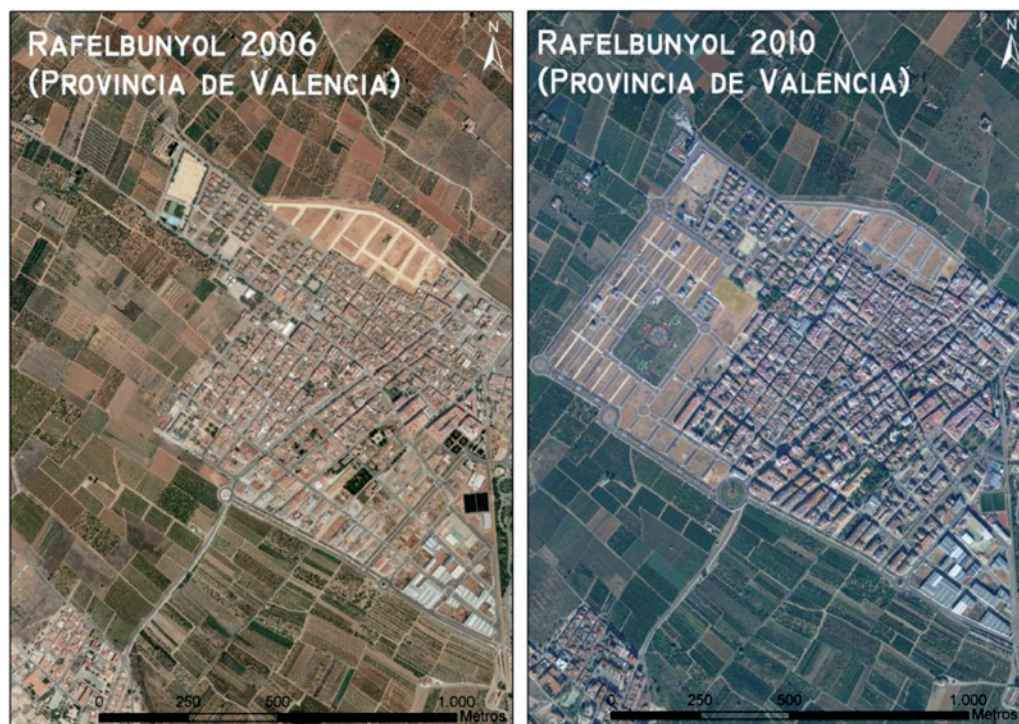 RAFELBUNYOL 2006
(PROVINCIA DE VALENCIA)
N
0 250 500 1.000
Metros
RAFELBUNYOL 2010
(PROVINCIA DE VALENCIA)
N
0 250 500 1.000
Metros